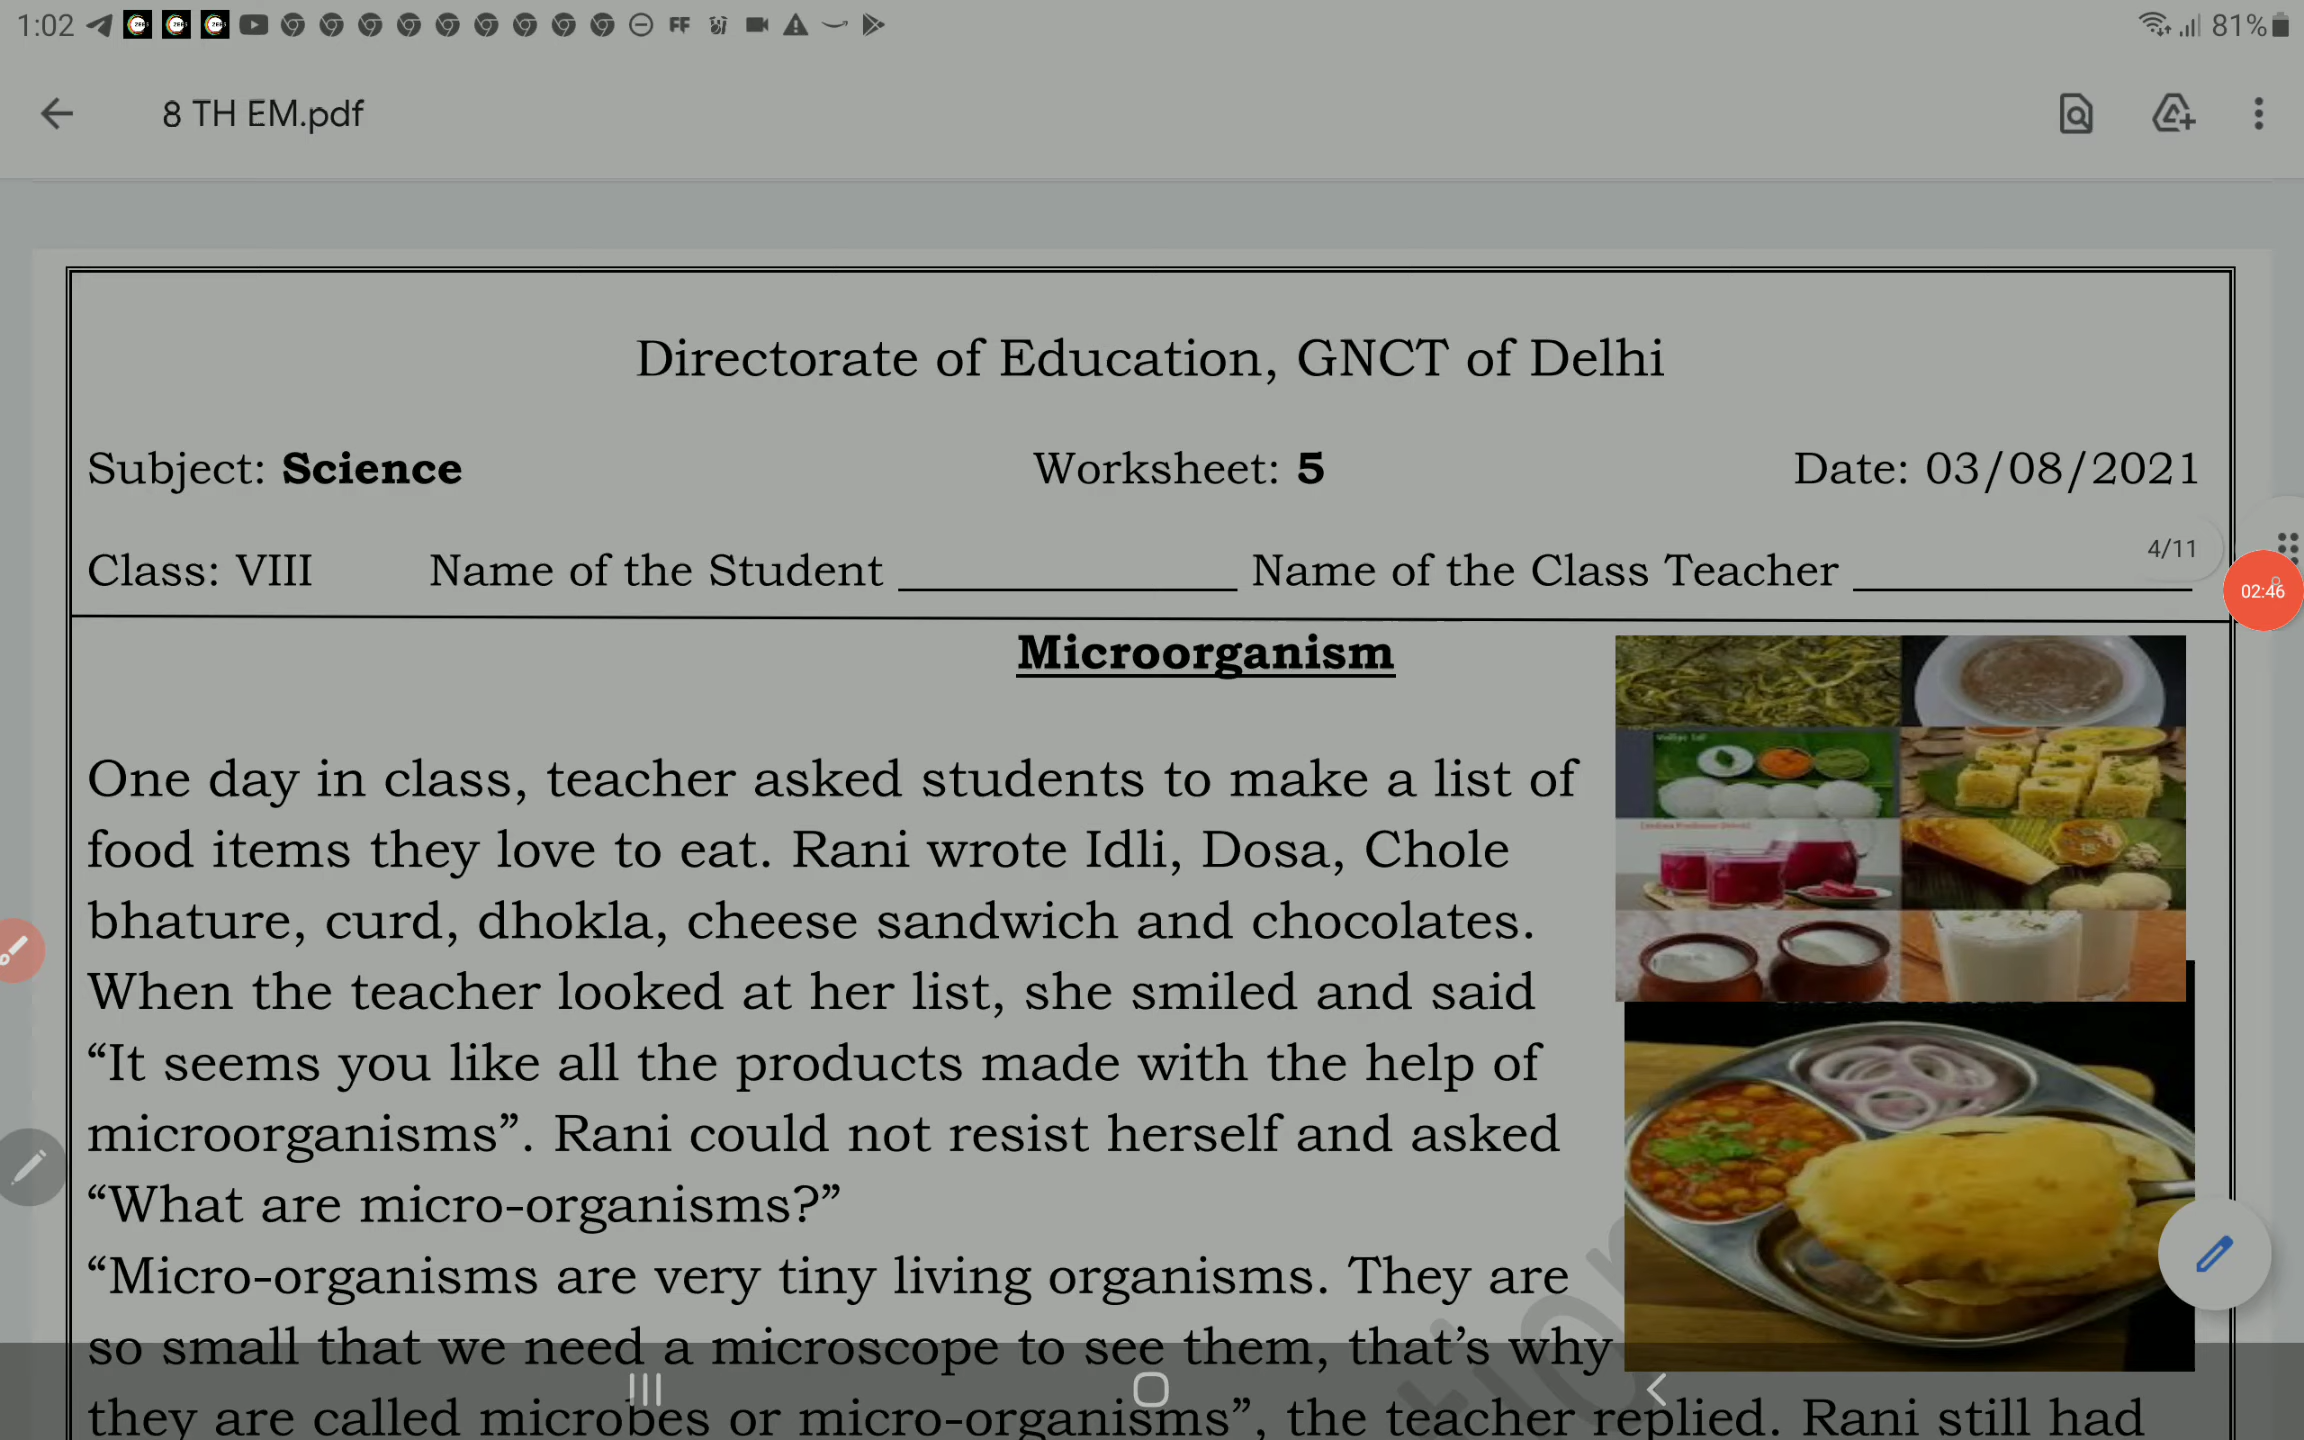 1:02
81%
8 TH EM.pdf
Directorate of Education, GNCT of Delhi
Subject: Science Worksheet: 5 Date: 03/08/2021
4/11
Class: VIII Name of the Student Name of the Class Teacher
02:46
Microorganism
One day in class, teacher asked students to make a list of
food items they love to eat. Rani wrote Idli, Dosa, Chole
bhature, curd, dhokla, cheese sandwich and chocolates.
When the teacher looked at her list, she smiled and said
“It seems you like all the products made with the help of
microorganisms”. Rani could not resist herself and asked
“What are micro-organisms?”
“Micro-organisms are very tiny living organisms. They are
so small that we need a microscope to see them, that’s why
they are called microbes or micro-organisms”, the teacher replied. Rani still had